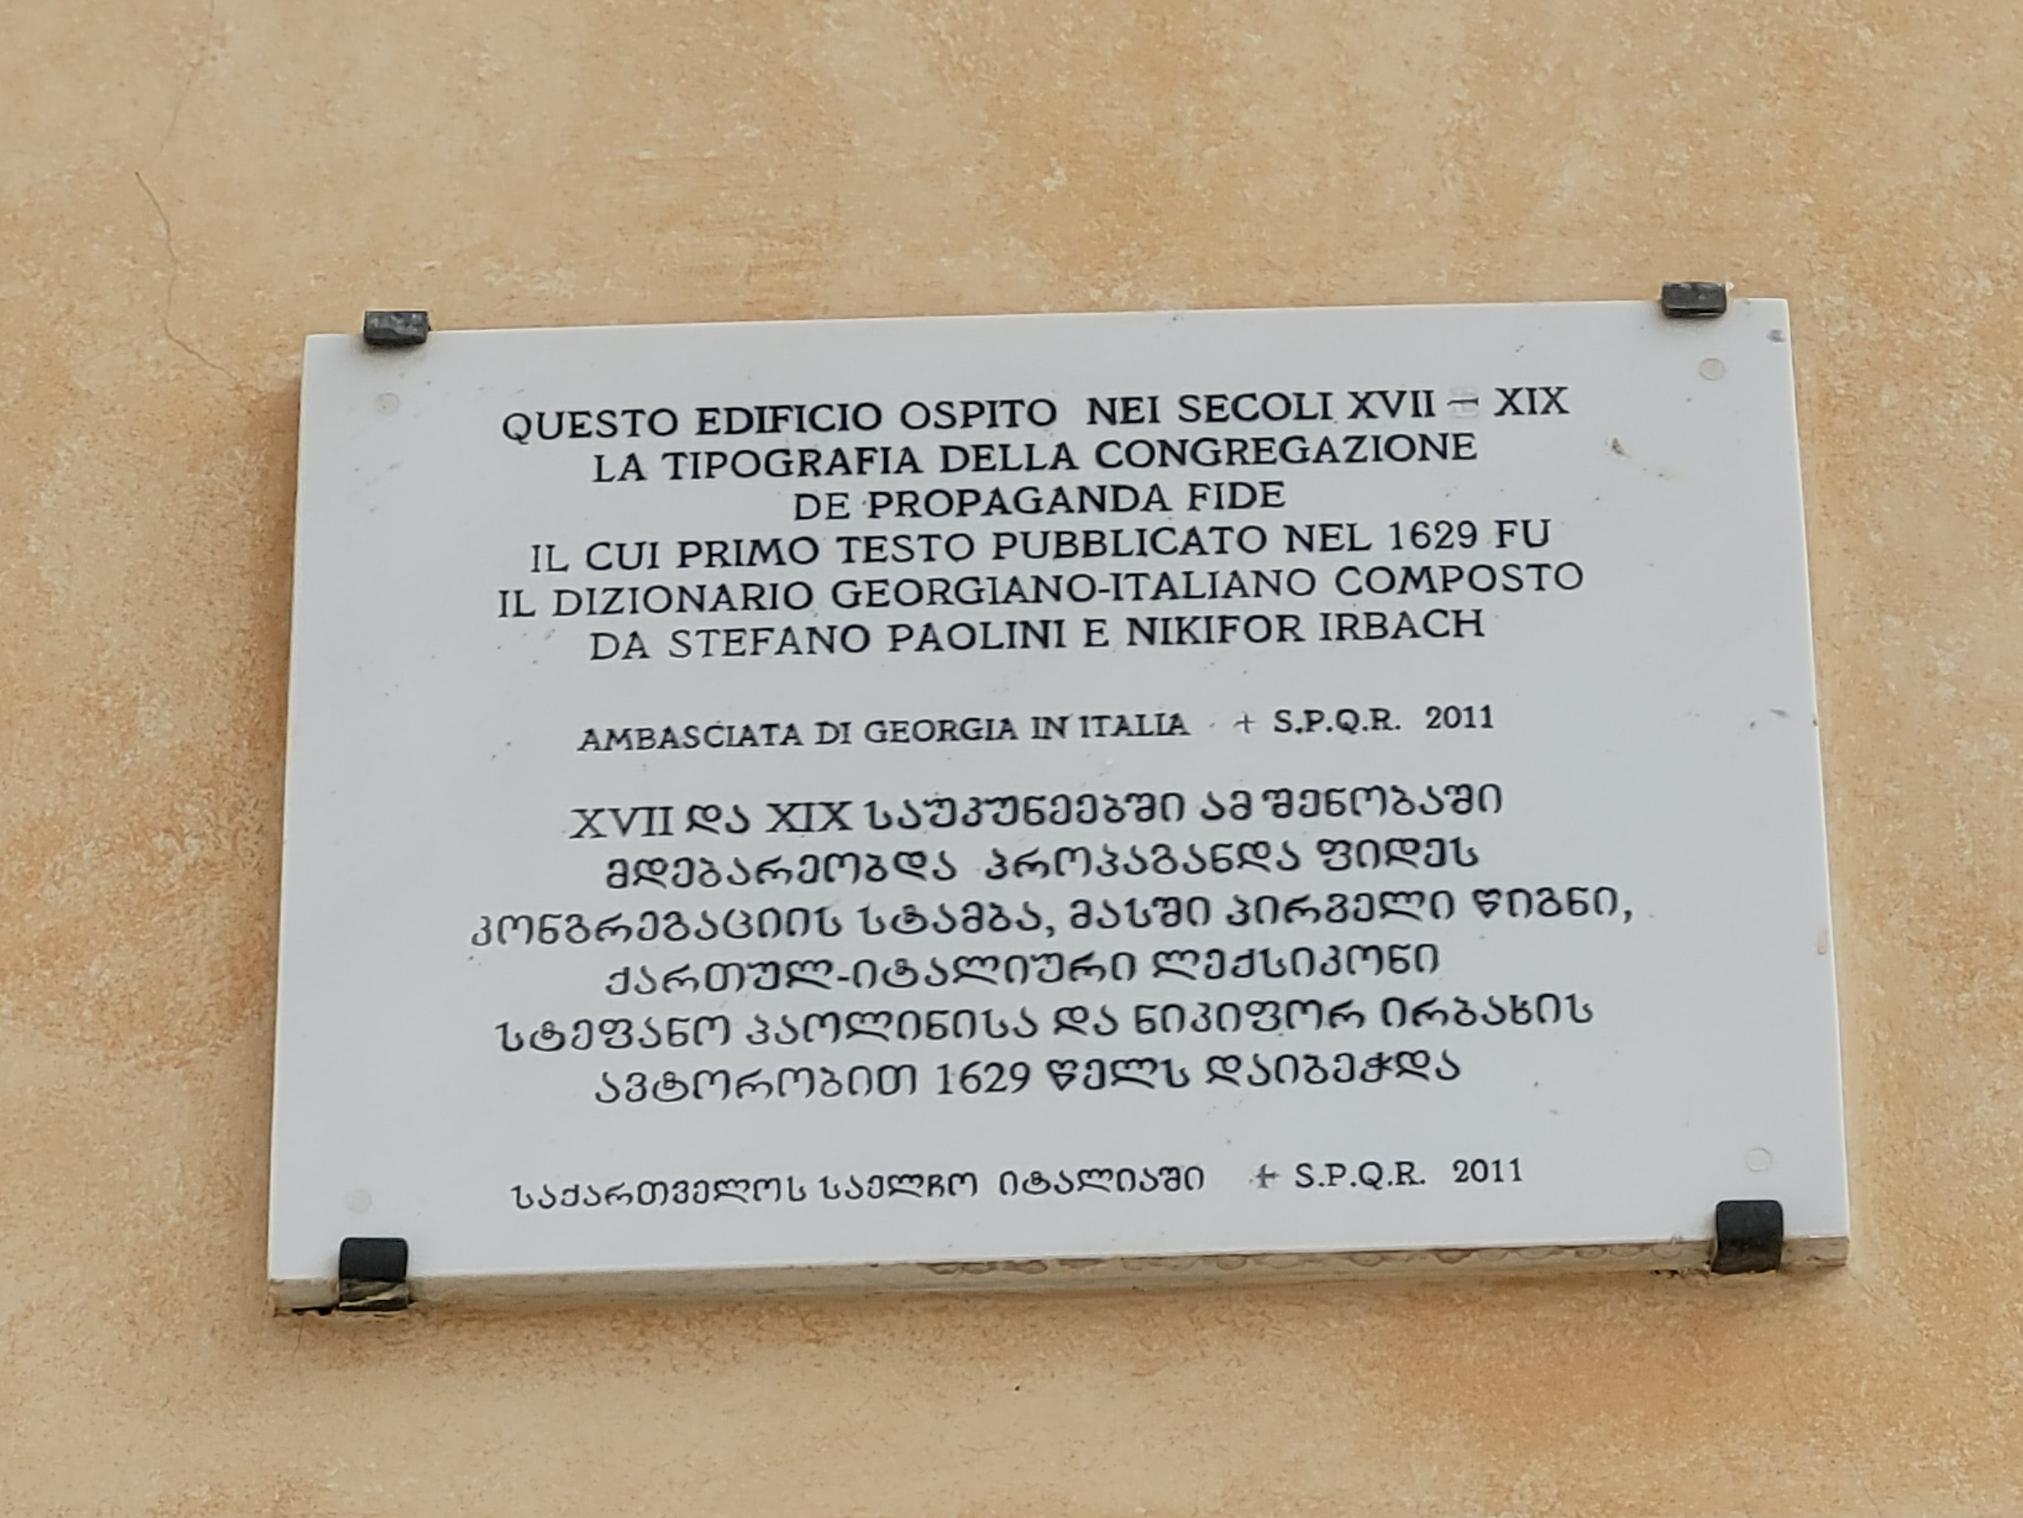 QUESTO EDIFICIO OSPITO NEI SECOLI XVII - XIX
LA TIPOGRAFIA DELLA CONGREGAZIONE
DE PROPAGANDA FIDE
IL CUI PRIMO TESTO PUBBLICATO NEL 1629 FU
IL DIZIONARIO GEORGIANO-ITALIANO COMPOSTO
DA STEFANO PAOLINI E NIKIFOR IRBACH
AMBASCIATA DI GEORGIA IN ITALIA + S.P.Q.R. 2011
XVII და XIX საუკუნეებში ამ შენობაში
მდებარეობდა პროპაგანდა ფიდეს
კონგრეგაციის სტამბა, მასში პირველი წიგნი,
ქართულ-იტალიური ლექსიკონი
სტეფანო პაოლინისა და ნიკიფორ ირბახის
ავტორობით 1629 წელს დაიბეჭდა
საქართველოს საელჩო იტალიაში + S.P.Q.R. 2011